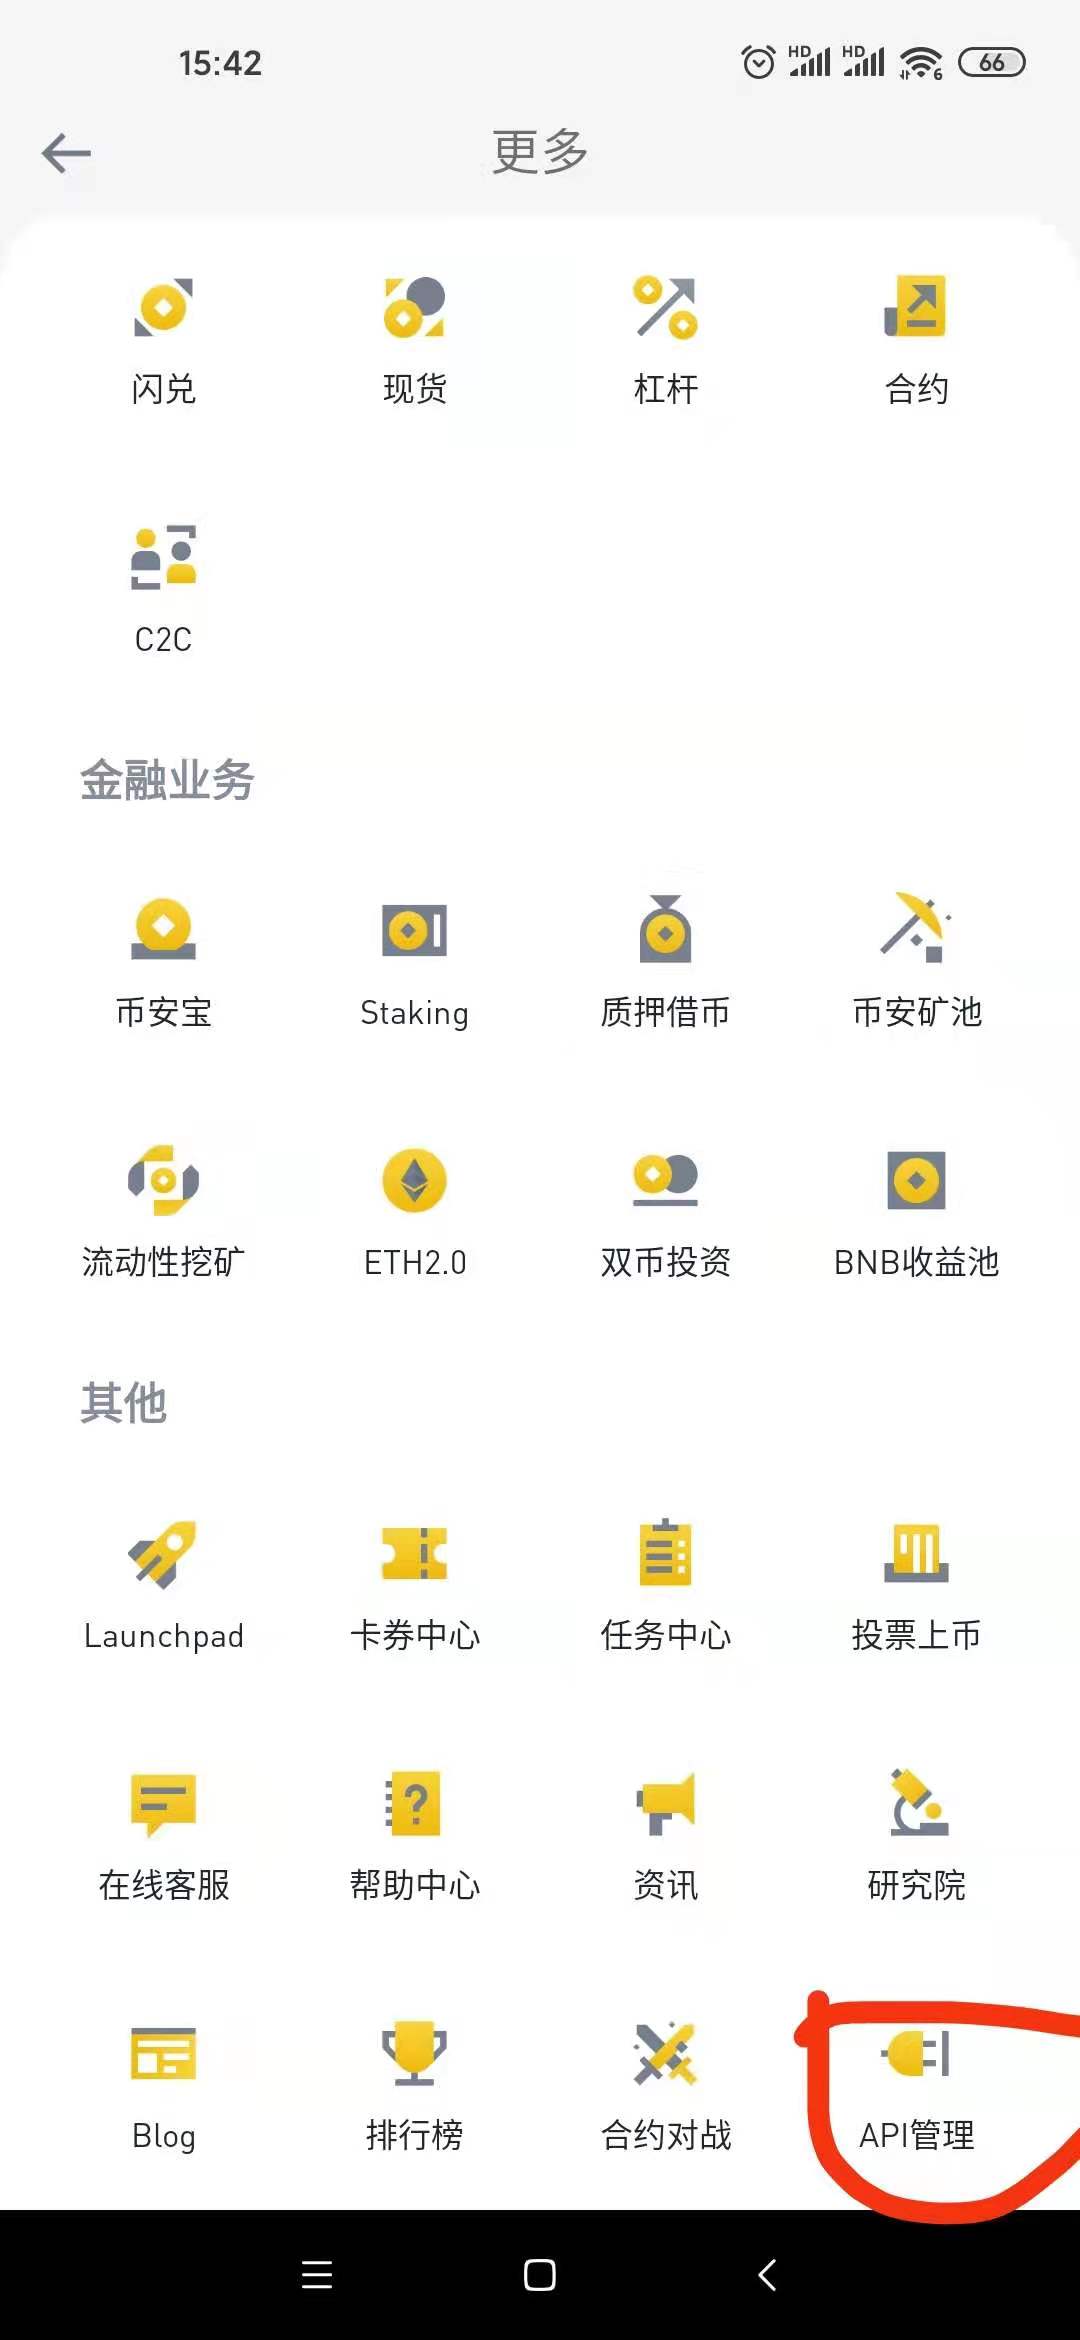 15:42
HD HD 6 66
更多
闪兑 现货 杠杆 合约
C2C
金融业务
币安宝 Staking 质押借币 币安矿池
流动性挖矿 ETH2.0 双币投资 BNB收益池
其他
Launchpad 卡券中心 任务中心 投票上币
?
在线客服 帮助中心 资讯 研究院
Blog 排行榜 合约对战 API管理